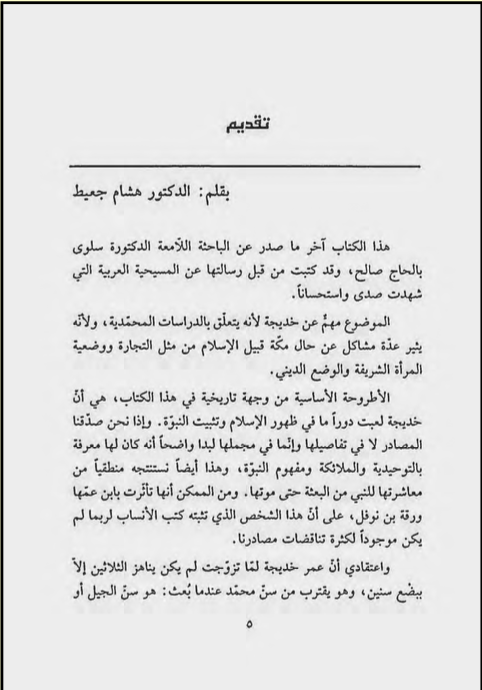 تقديم
بقلم: الدكتور هشام جعيط
هذا الكتاب آخر ما صدر عن الباحثة اللّامعة الدكتورة سلوى
بالحاج صالح، وقد كتبت من قبل رسالتها عن المسيحية العربية التي
شهدت صدى واستحساناً.
الموضوع مهمٌّ عن خديجة لأنه يتعلّق بالدراسات المحمّدية، ولأنّه
يثير عدّة مشاكل عن حال مكّة قبيل الإسلام من مثل التجارة ووضعية
المرأة الشريفة والوضع الديني.
الأطروحة الأساسية من وجهة تاريخية في هذا الكتاب، هي أنّ
خديجة لعبت دوراً ما في ظهور الإسلام وتثبيت النبوّة. وإذا نحن صدّقنا
المصادر لا في تفاصيلها وإنّما في مجملها لبدا واضحاً أنه كان لها معرفة
بالتوحيدية والملائكة ومفهوم النبوّة، وهذا أيضاً نستنتجه منطقياً من
معاشرتها للنبي من البعثة حتى موتها. ومن الممكن أنها تأثّرت بابن عمّها
ورقة بن نوفل، على أنّ هذا الشخص الذي تثبته كتب الأنساب لربما لم
يكن موجوداً لكثرة تناقضات مصادرنا.
واعتقادي أنّ عمر خديجة لمّا تزوّجت لم يكن يناهز الثلاثين إلاّ
ببضْع سنين، وهو يقترب من سنّ محمّد عندما بُعث: هو سنّ الجيل أو
٥